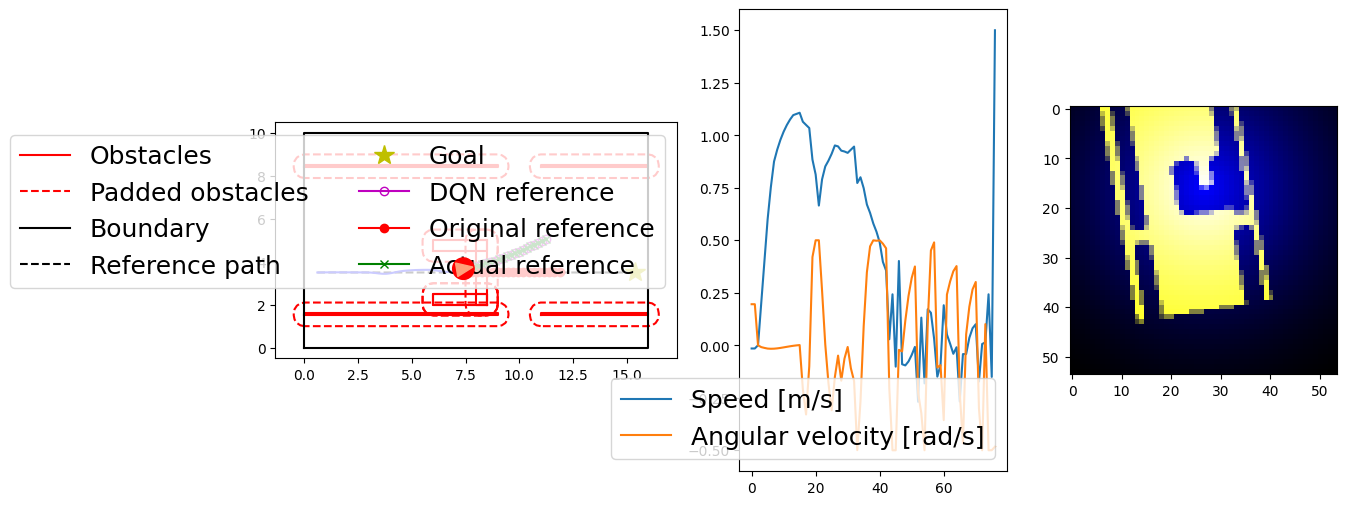 Obstacles
Padded obstacles
Boundary
Reference path
Goal
DQN reference
Original reference
Actual reference
10
8
6
4
2
0
0.0 2.5 5.0 7.5 10.0 12.5 15.0
1.50
1.25
1.00
0.75
0.50
0.25
0.00
−0.50
Speed [m/s]
Angular velocity [rad/s]
0 20 40 60
0
10
20
30
40
50
0 10 20 30 40 50